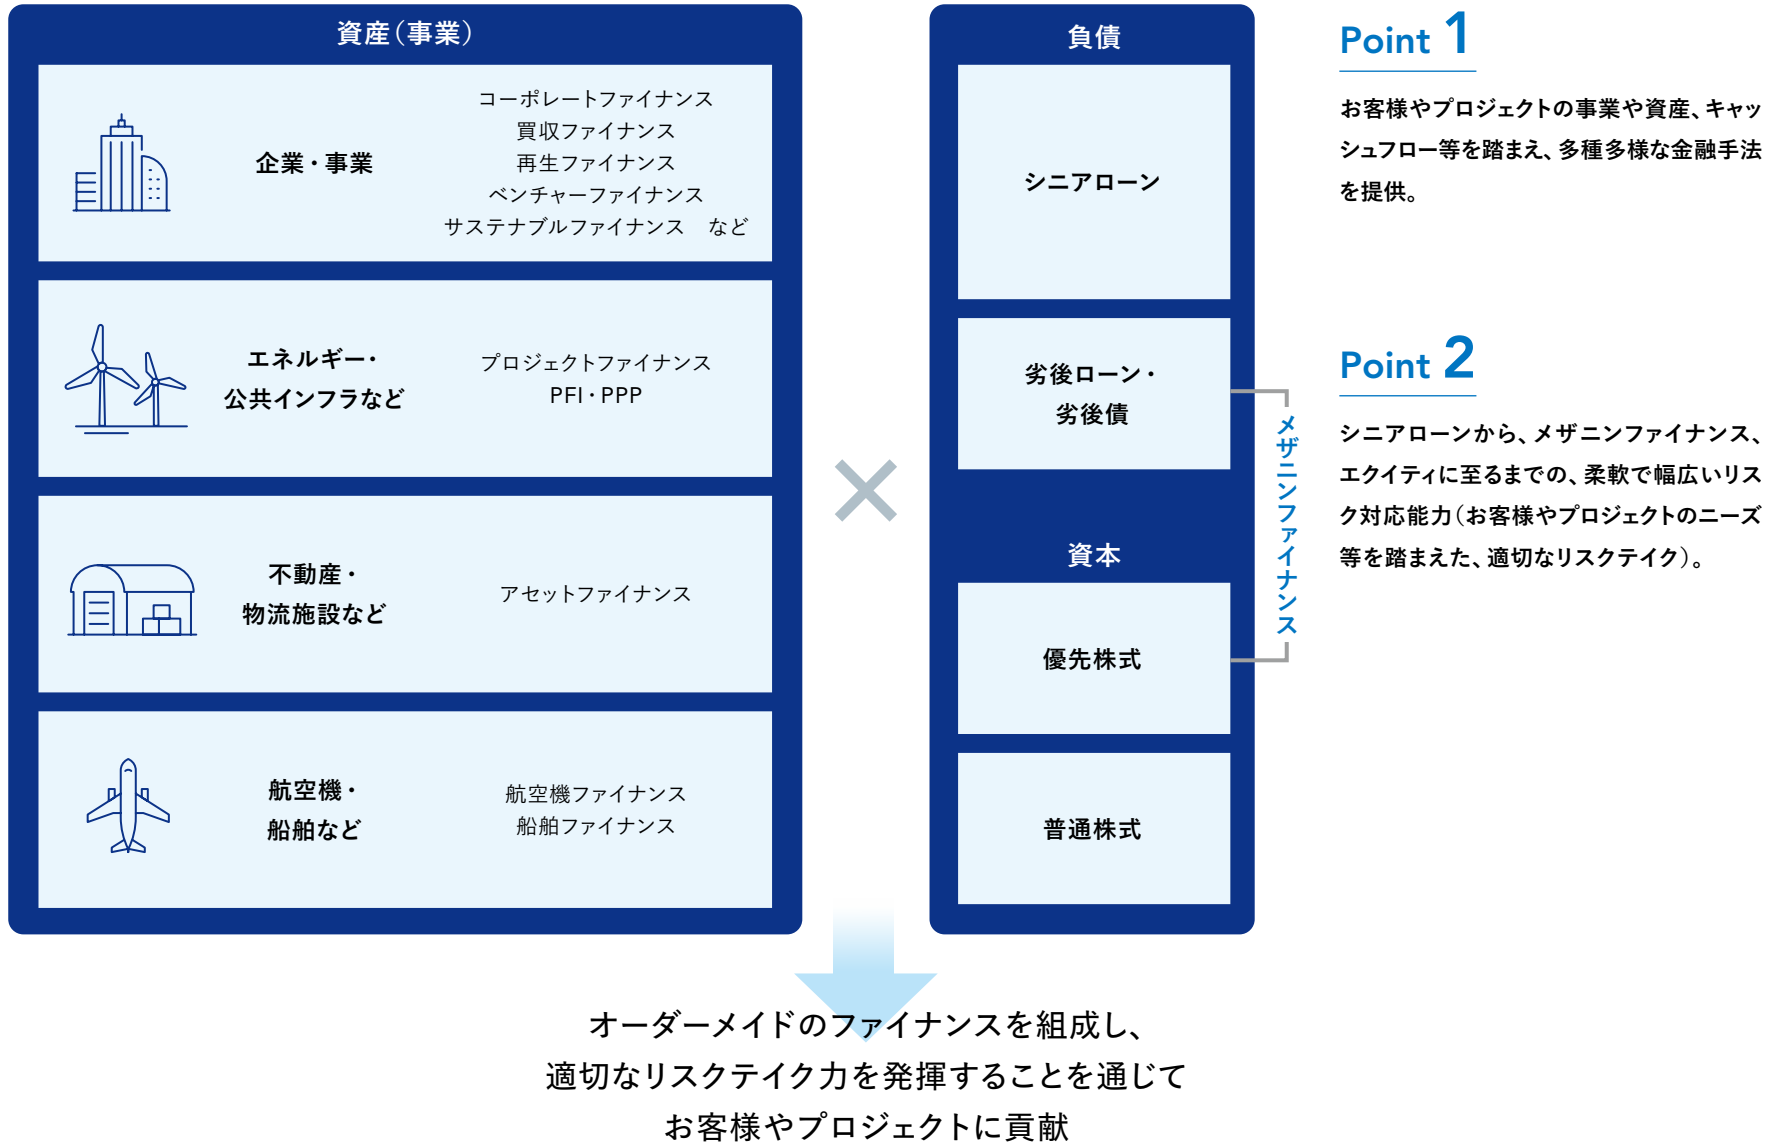 資産（事業）
企業・事業
コーポレートファイナンス
買収ファイナンス
再生ファイナンス
ベンチャーファイナンス
サステナブルファイナンス　など
エネルギー・
公共インフラなど
プロジェクトファイナンス
PFI・PPP
不動産・
物流施設など
アセットファイナンス
航空機・
船舶など
航空機ファイナンス
船舶ファイナンス
負債
シニアローン
劣後ローン・
劣後債
資本
優先株式
普通株式
メザニンファイナンス
Point 1
お客様やプロジェクトの事業や資産、キャッ
シュフロー等を踏まえ、多種多様な金融手法
を提供。
Point 2
シニアローンから、メザニンファイナンス、
エクイティに至るまでの、柔軟で幅広いリス
ク対応能力（お客様やプロジェクトのニーズ
等を踏まえた、適切なリスクテイク）。
オーダーメイドのファイナンスを組成し、
適切なリスクテイク力を発揮することを通じて
お客様やプロジェクトに貢献